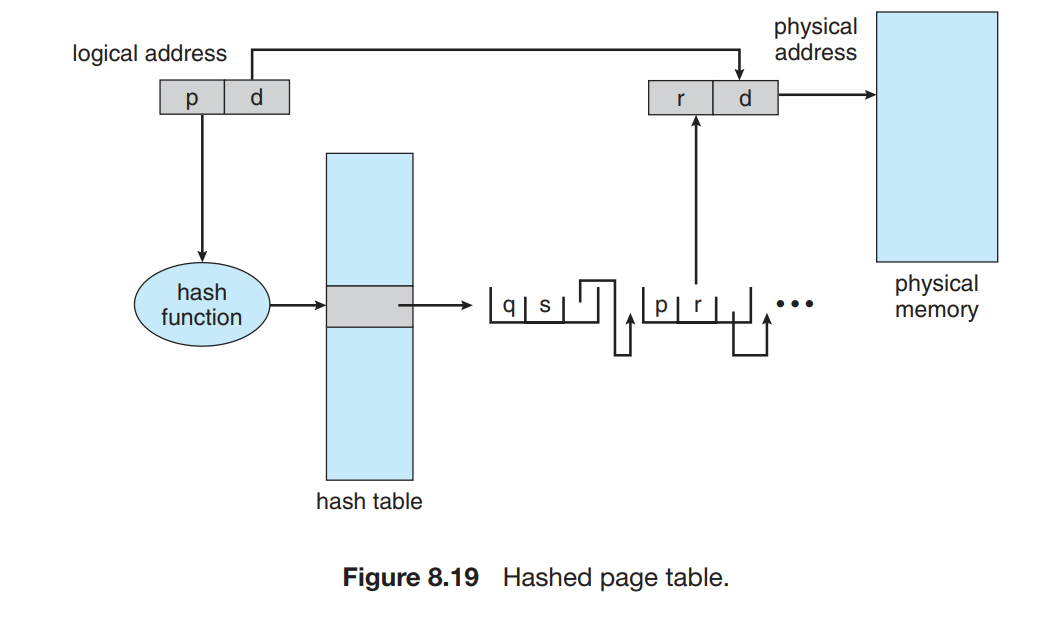 logical address
physical
address
p d
r d
hash
function
q s
p r
•••
physical
memory
hash table
Figure 8.19 Hashed page table.